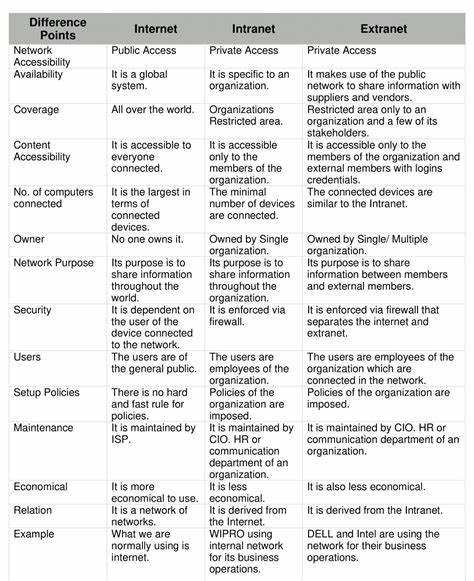 Difference Points	Internet	Intranet	Extranet
Network Accessibility	Public Access	Private Access	Private Access
Availability	It is a global system.	It is specific to an organization.	It makes use of the public network to share information with suppliers and vendors.
Coverage	All over the world.	Organizations Restricted area.	Restricted area only to an organization and a few of its stakeholders.
Content Accessibility	It is accessible to everyone connected.	It is accessible only to the members of the organization.	It is accessible only to the members of the organization and external members with logins credentials.
No. of computers connected	It is the largest in terms of connected devices.	The minimal number of devices are connected.	The connected devices are similar to the Intranet.
Owner	No one owns it.	Owned by Single organization.	Owned by Single/ Multiple organization.
Network Purpose	Its purpose is to share information throughout the world.	Its purpose is to share information throughout the organization.	Its purpose is to share information between members and external members.
Security	It is dependent on the user of the device connected to the network.	It is enforced via firewall.	It is enforced via firewall that separates the internet and extranet.
Users	The users are of the general public.	The users are employees of the organization.	The users are employees of the organization which are connected in the network.
Setup Policies	There is no hard and fast rule for policies.	Policies of the organization are imposed.	Policies of the organization are imposed.
Maintenance	It is maintained by ISP.	It is maintained by CIO. HR or communication department of an organization.	It is maintained by CIO. HR or communication department of an organization.
Economical	It is more economical to use.	It is less economical.	It is also less economical.
Relation	It is a network of networks.	It is derived from the Internet.	It is derived from the Intranet.
Example	What we are normally using is internet.	WIPRO using internal network for its business operations.	DELL and Intel are using the network for their business operations.